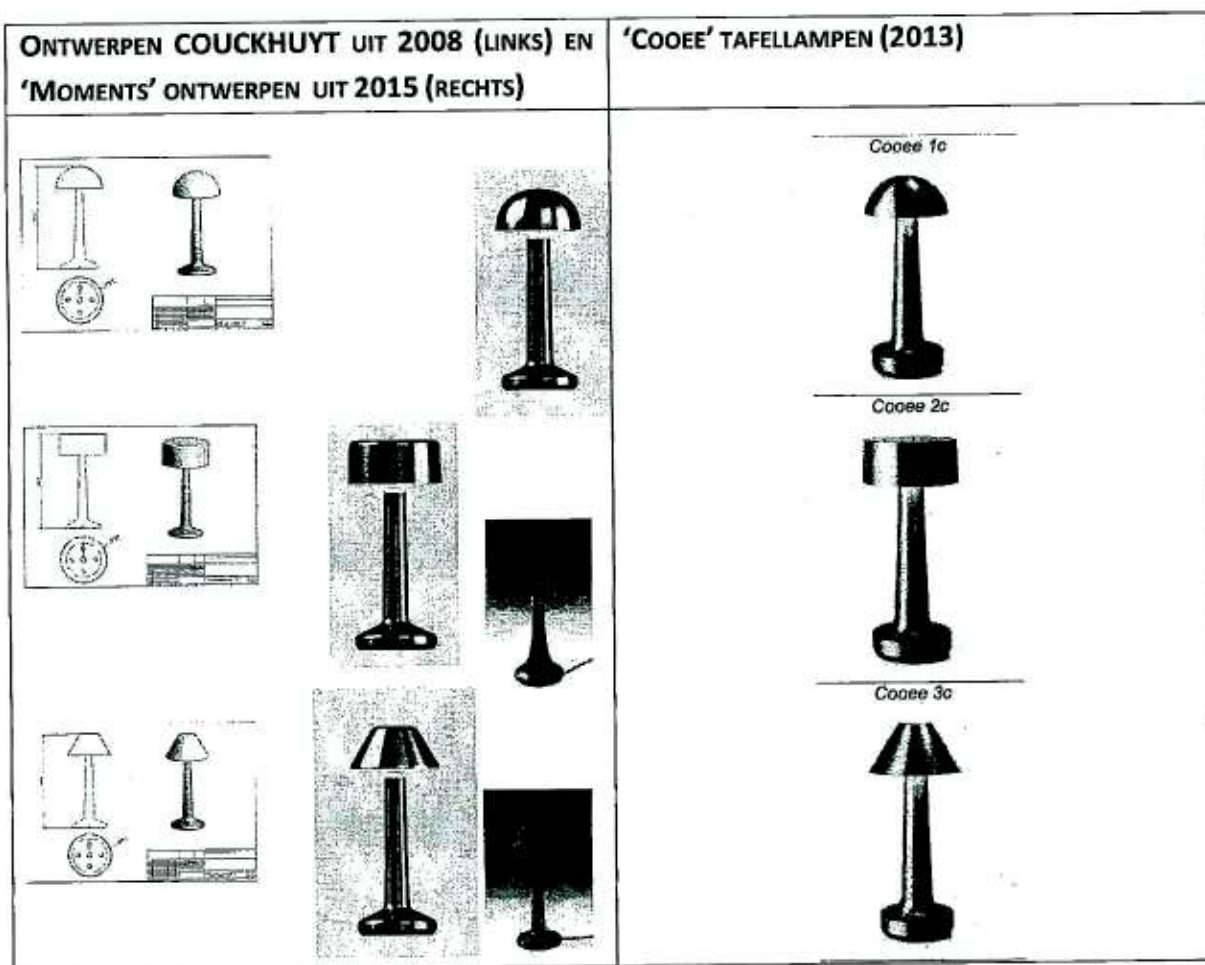 ONTWERPEN COUCKHUYT UIT 2008 (LINKS) EN
'MOMENTS' ONTWERPEN UIT 2015 (RECHTS)
'COOEE' TAFELLAMPEN (2013)
Cooee 1c
Cooee 2c
Cooee 3c